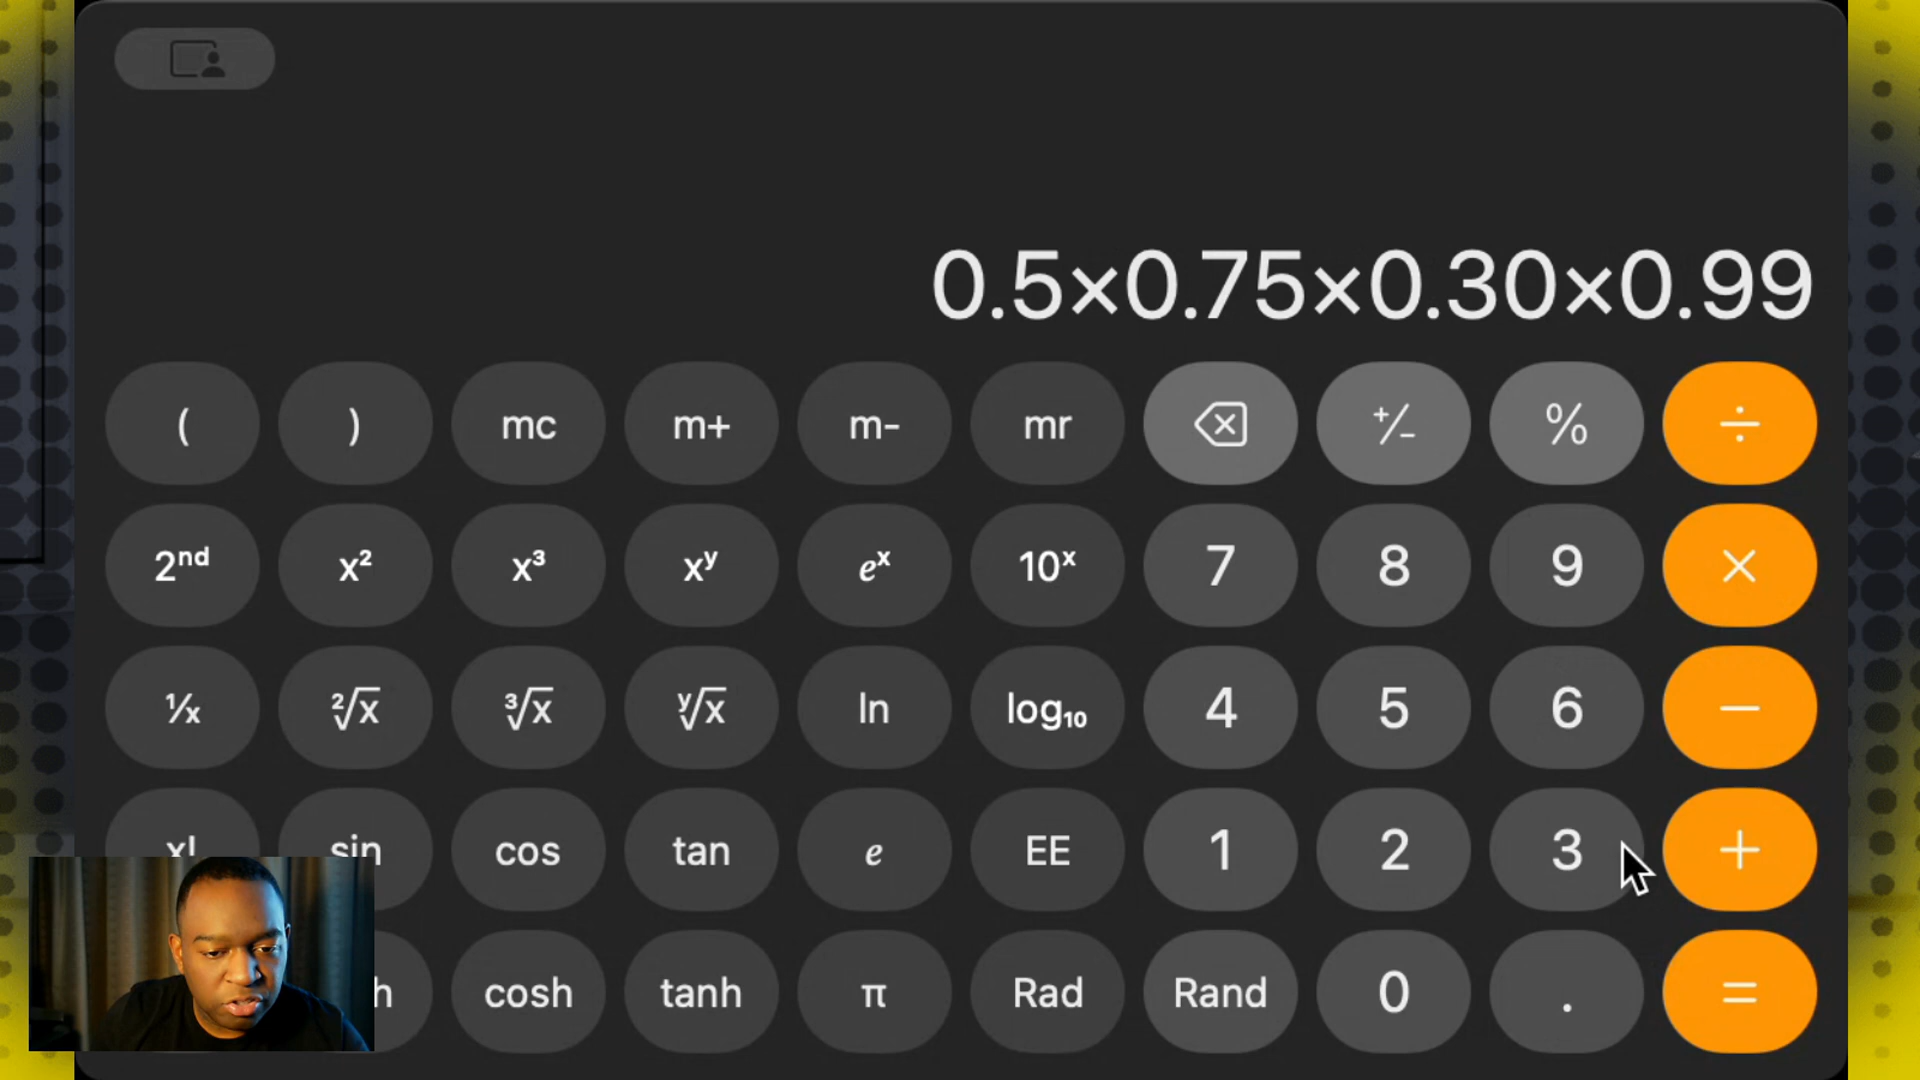 0.5×0.75×0.30×0.99
( ) mc m+ m- mr +/- % ÷
2ⁿᵈ x² x³ xʸ eˣ 10ˣ 7 8 9 ×
1/x ²√x ³√x ʸ√x ln log₁₀ 4 5 6 −
x! sin cos tan e EE 1 2 3 +
h cosh tanh π Rad Rand 0 . =